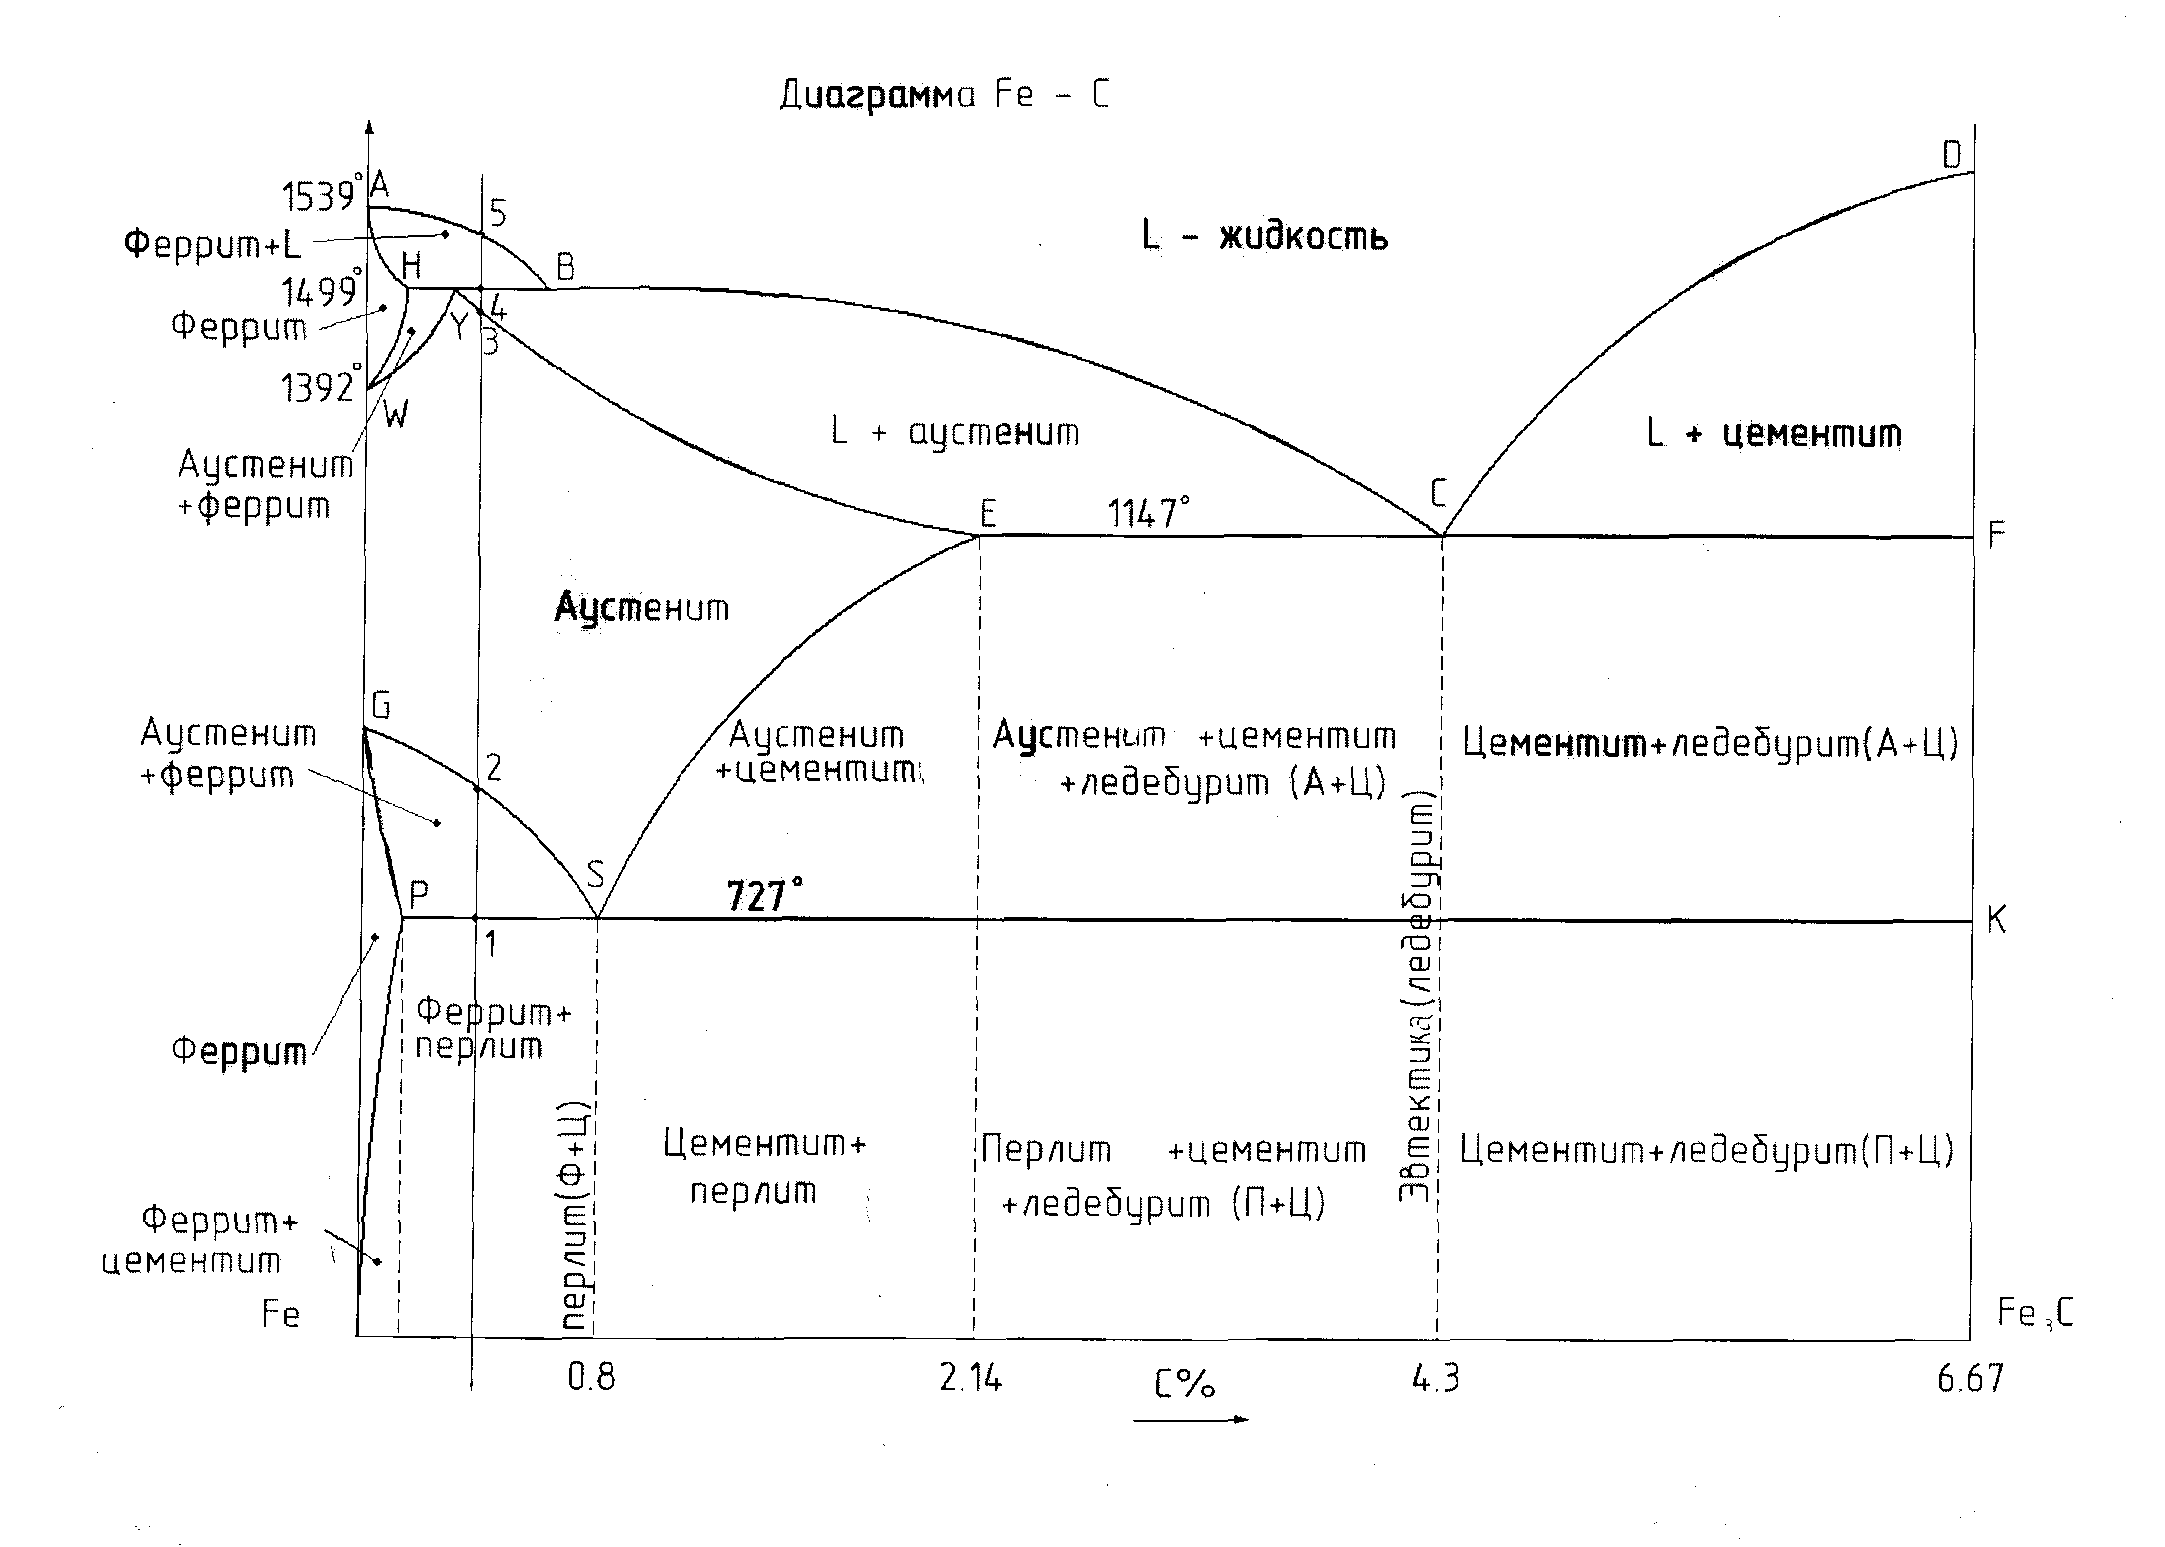 Диаграмма Fe - C
D
1539° A
5
Феррит+L
L - жидкость
H
B
1499°
4
Феррит
Y
3
1392°
W
L + аустенит
L + цементит
Аустенит
+феррит
C
E
1147°
F
Аустенит
G
Аустенит
+феррит
2
Аустенит
+цементит
Аустенит +цементит
+ледебурит (А+Ц)
Цементит+ледебурит(А+Ц)
Эвтектика(ледебурит)
S
P
727°
K
1
Феррит
Феррит+
перлит
перлит(Ф+Ц)
Цементит+
перлит
Перлит +цементит
+ледебурит (П+Ц)
Цементит+ледебурит(П+Ц)
Феррит+
цементит
Fe
Fe3C
0.8
2.14
C%
4.3
6.67